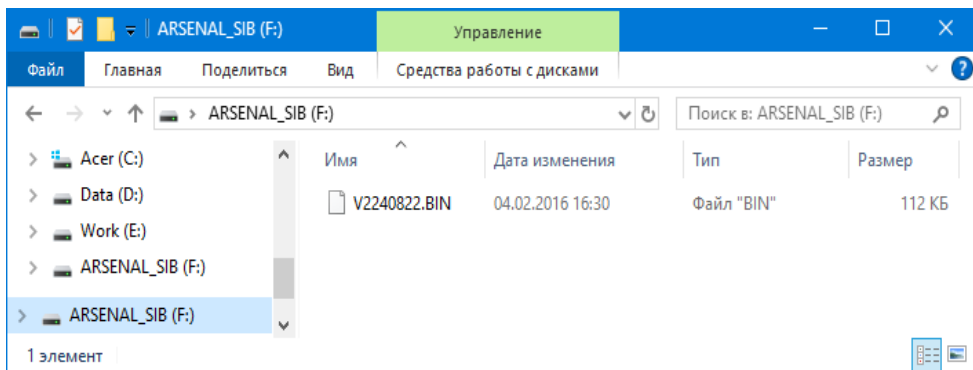 ARSENAL_SIB (F:)
Управление
Файл Главная Поделиться Вид Средства работы с дисками
ARSENAL_SIB (F:) Поиск в: ARSENAL_SIB (F:)
Имя Дата изменения Тип Размер
Acer (C:)
Data (D:) V2240822.BIN 04.02.2016 16:30 Файл "BIN" 112 КБ
Work (E:)
ARSENAL_SIB (F:)
ARSENAL_SIB (F:)
1 элемент